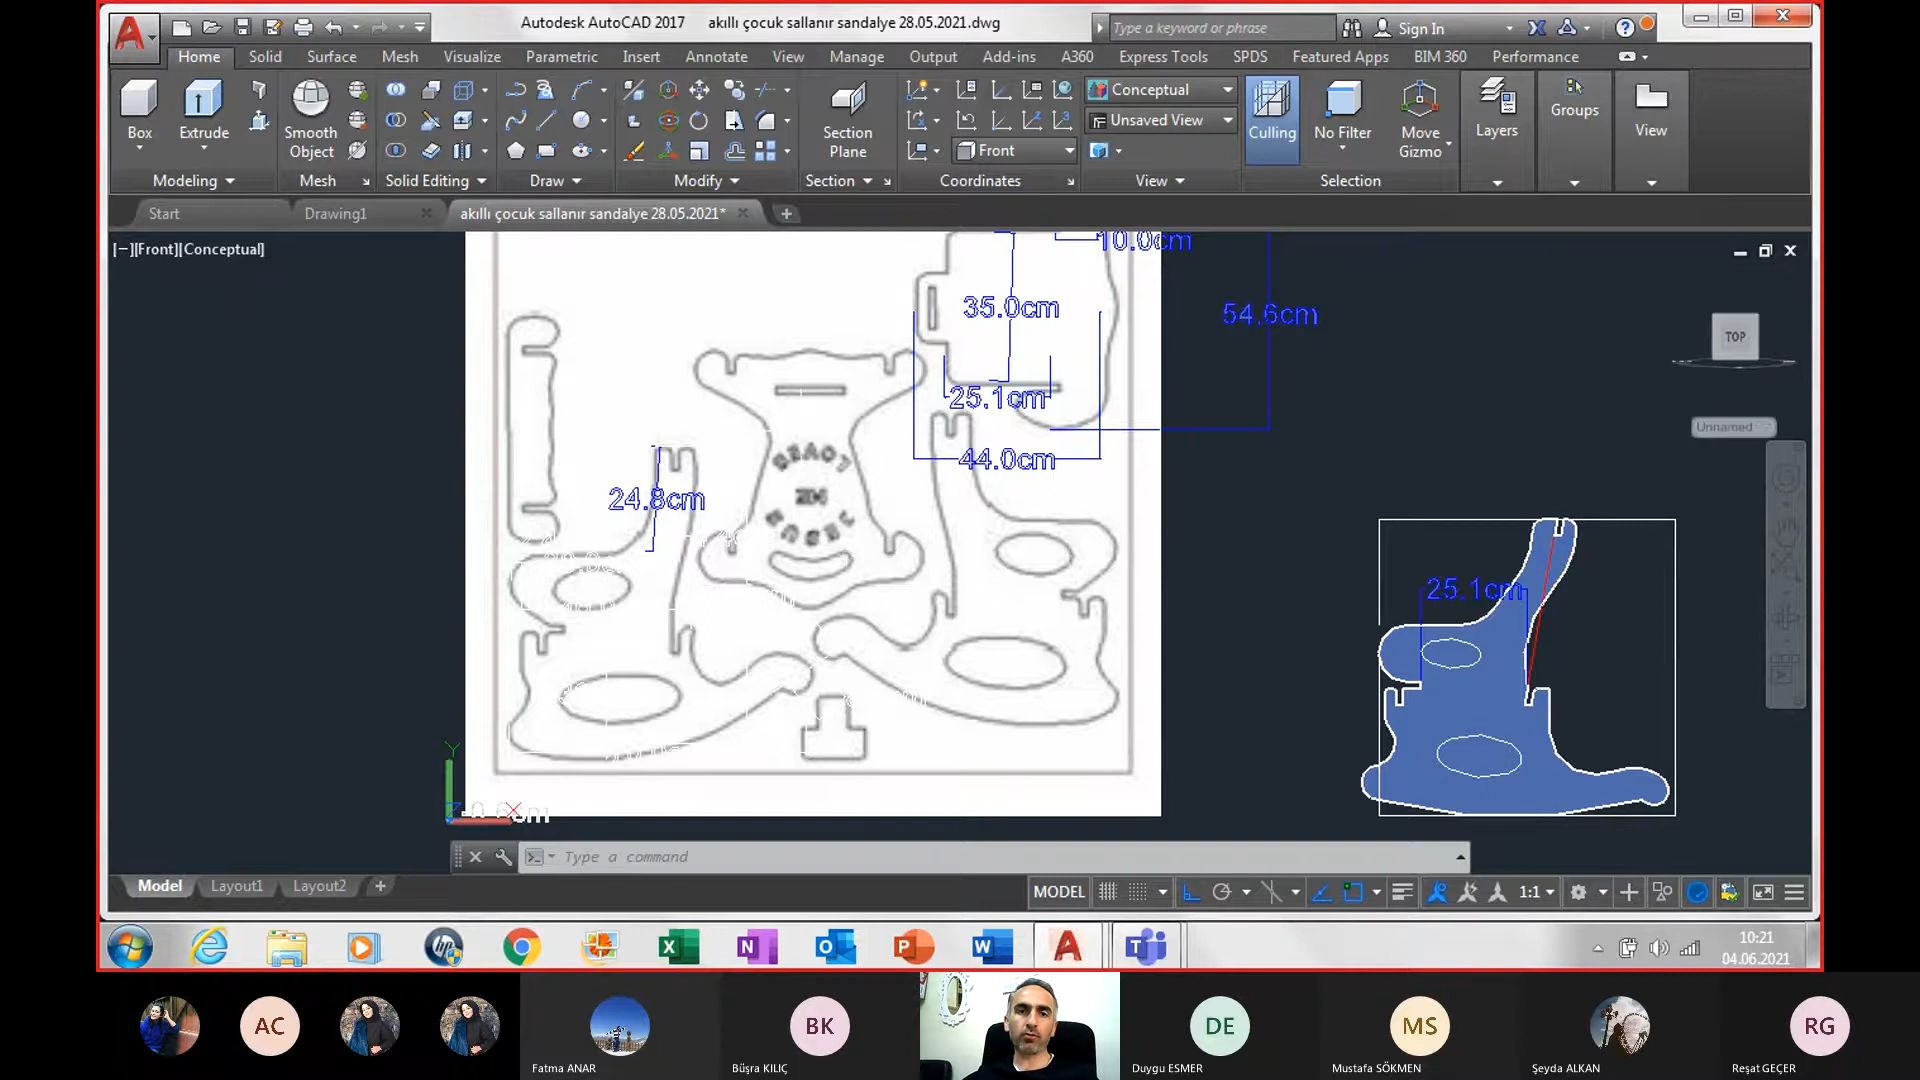 Autodesk AutoCAD 2017    akıllı çocuk sallanır sandalye 28.05.2021.dwg
Type a keyword or phrase
Sign In
Home Solid Surface Mesh Visualize Parametric Insert Annotate View Manage Output Add-ins A360 Express Tools SPDS Featured Apps BIM 360 Performance
Box
Extrude
Smooth Object
Section Plane
Front
Conceptual
Unsaved View
Culling
No Filter
Move Gizmo
Layers
Groups
View
Modeling
Mesh
Solid Editing
Draw
Modify
Section
Coordinates
View
Selection
Start
Drawing1
akıllı çocuk sallanır sandalye 28.05.2021*
[−][Front][Conceptual]
10.0cm
35.0cm
54.6cm
TOP
25.1cm
44.0cm
Unnamed
24.8cm
25.1cm
Y
X
Type a command
Model
Layout1
Layout2
MODEL
1:1
10:21
04.06.2021
AC
BK
DE
MS
RG
Fatma ANAR
Büşra KILIÇ
Duygu ESMER
Mustafa SÖKMEN
Şeyda ALKAN
Reşat GEÇER